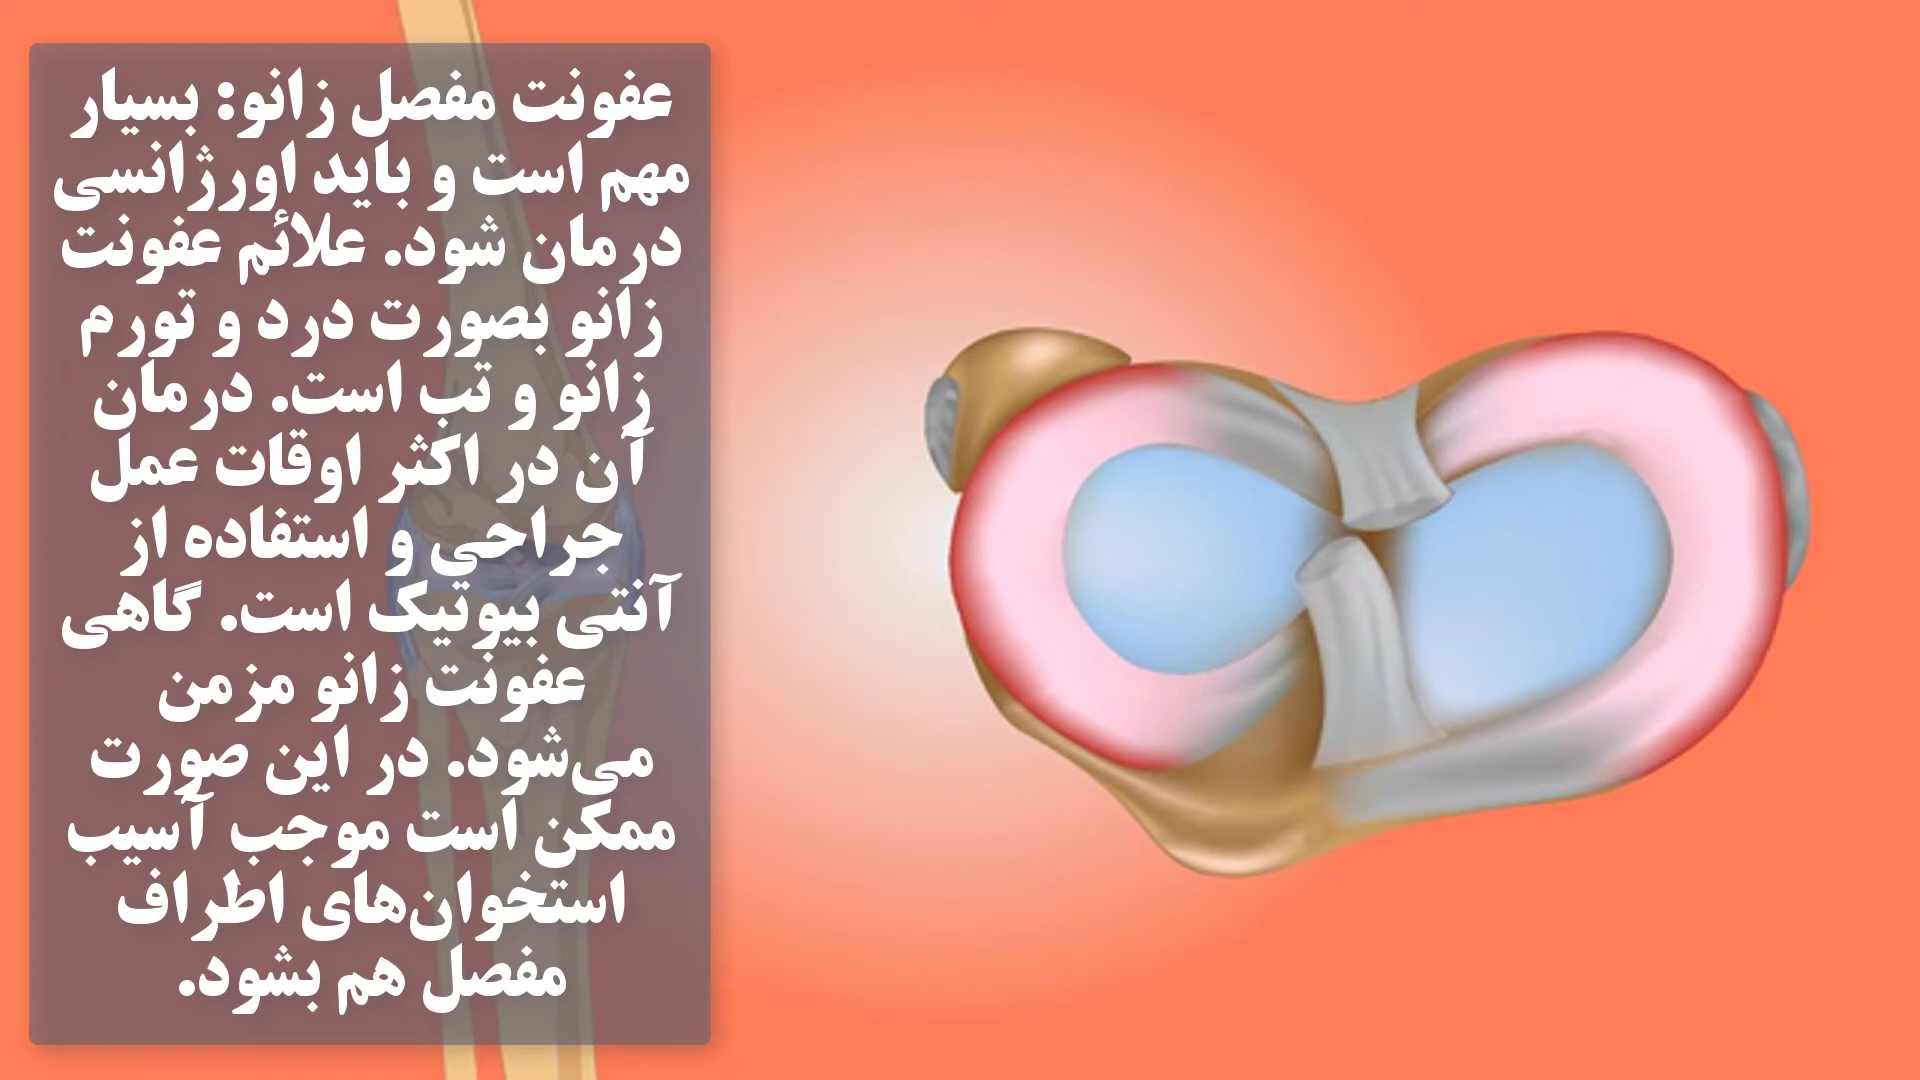 عفونت مفصل زانو: بسیار
مهم است و باید اورژانسی
درمان شود. علائم عفونت
زانو بصورت درد و تورم
زانو و تب است. درمان
آن در اکثر اوقات عمل
جراحی و استفاده از
آنتی بیوتیک است. گاهی
عفونت زانو مزمن
می‌شود. در این صورت
ممکن است موجب آسیب
استخوان‌های اطراف
مفصل هم بشود.